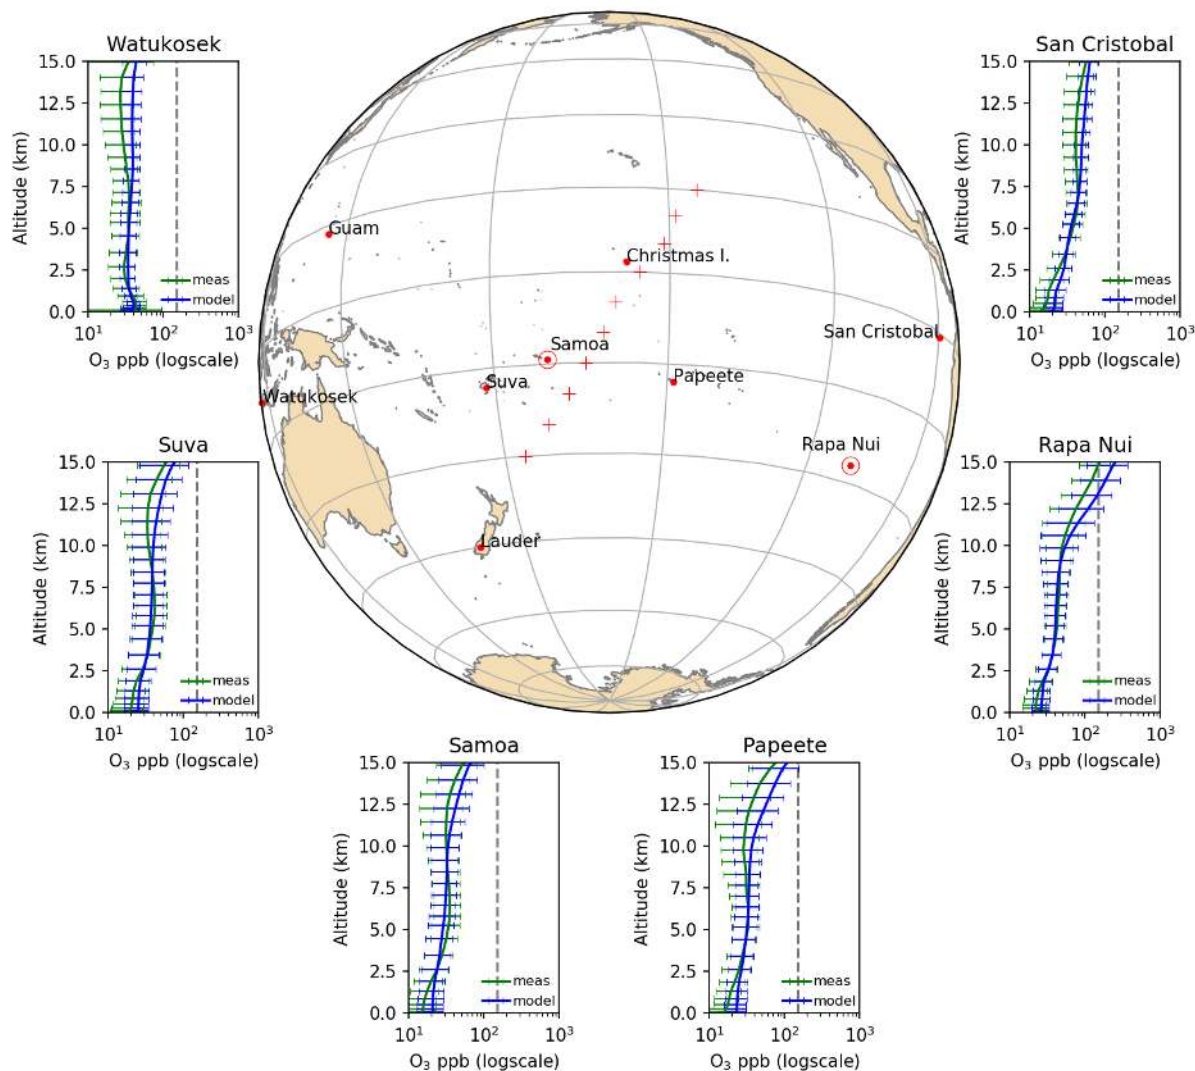 Watukosek
15.0
12.5
10.0
7.5
5.0
2.5
0.0
Altitude (km)
meas
model
10¹ 10² 10³
O₃ ppb (logscale)
San Cristobal
15.0
12.5
10.0
7.5
5.0
2.5
0.0
Altitude (km)
meas
model
10¹ 10² 10³
O₃ ppb (logscale)
Guam
Christmas I.
San Cristobal
Samoa
Suva
Papeete
Watukosek
Rapa Nui
Lauder
Suva
15.0
12.5
10.0
7.5
5.0
2.5
0.0
Altitude (km)
meas
model
10¹ 10² 10³
O₃ ppb (logscale)
Rapa Nui
15.0
12.5
10.0
7.5
5.0
2.5
0.0
Altitude (km)
meas
model
10¹ 10² 10³
O₃ ppb (logscale)
Samoa
15.0
12.5
10.0
7.5
5.0
2.5
0.0
Altitude (km)
meas
model
10¹ 10² 10³
O₃ ppb (logscale)
Papeete
15.0
12.5
10.0
7.5
5.0
2.5
0.0
Altitude (km)
meas
model
10¹ 10² 10³
O₃ ppb (logscale)